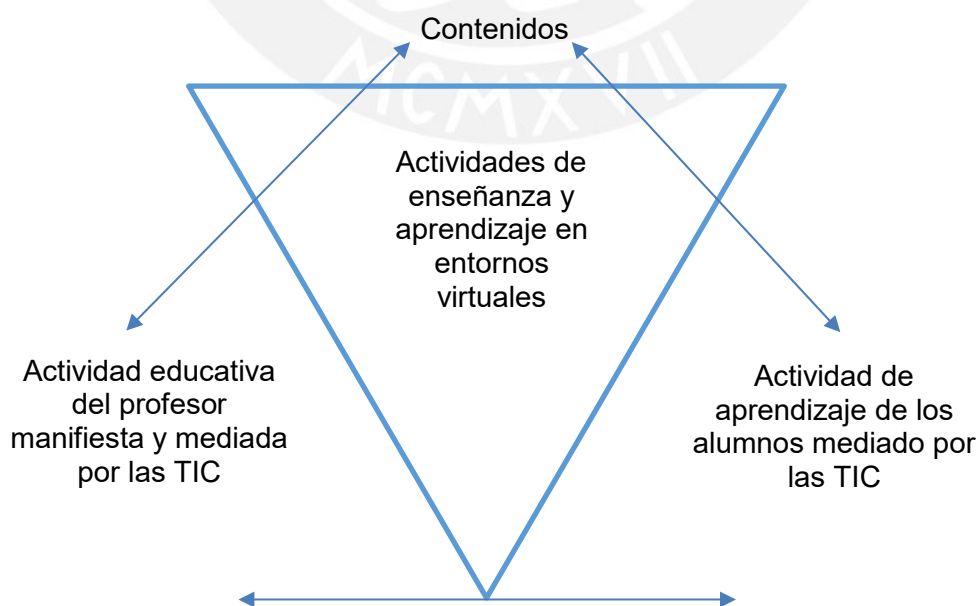 Contenidos
MCMXVII
Actividades de
enseñanza y
aprendizaje en
entornos
virtuales
Actividad educativa
del profesor
manifiesta y mediada
por las TIC
Actividad de
aprendizaje de los
alumnos mediado por
las TIC